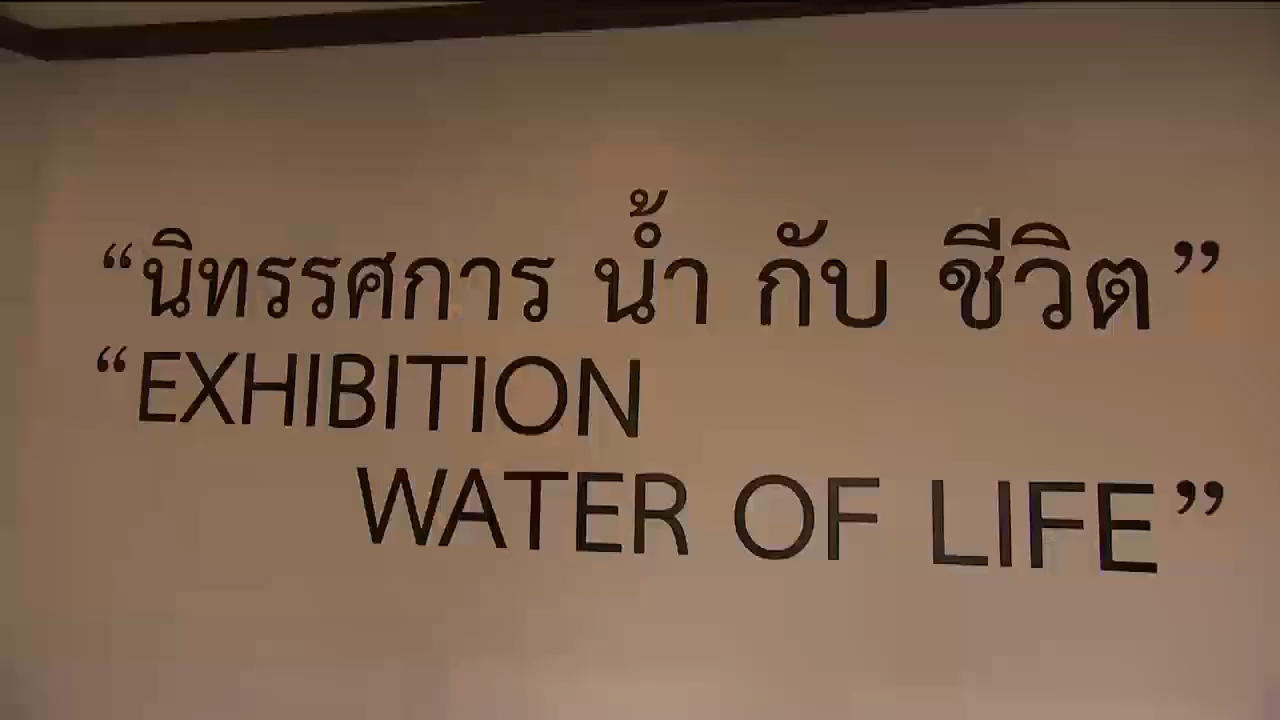 “นิทรรศการ น้ำ กับ ชีวิต”
“EXHIBITION
WATER OF LIFE”